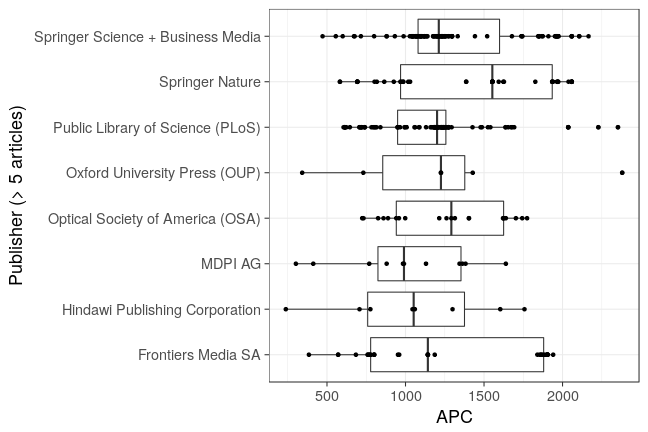 Publisher (> 5 articles)
Springer Science + Business Media
Springer Nature
Public Library of Science (PLoS)
Oxford University Press (OUP)
Optical Society of America (OSA)
MDPI AG
Hindawi Publishing Corporation
Frontiers Media SA
500 1000 1500 2000
APC